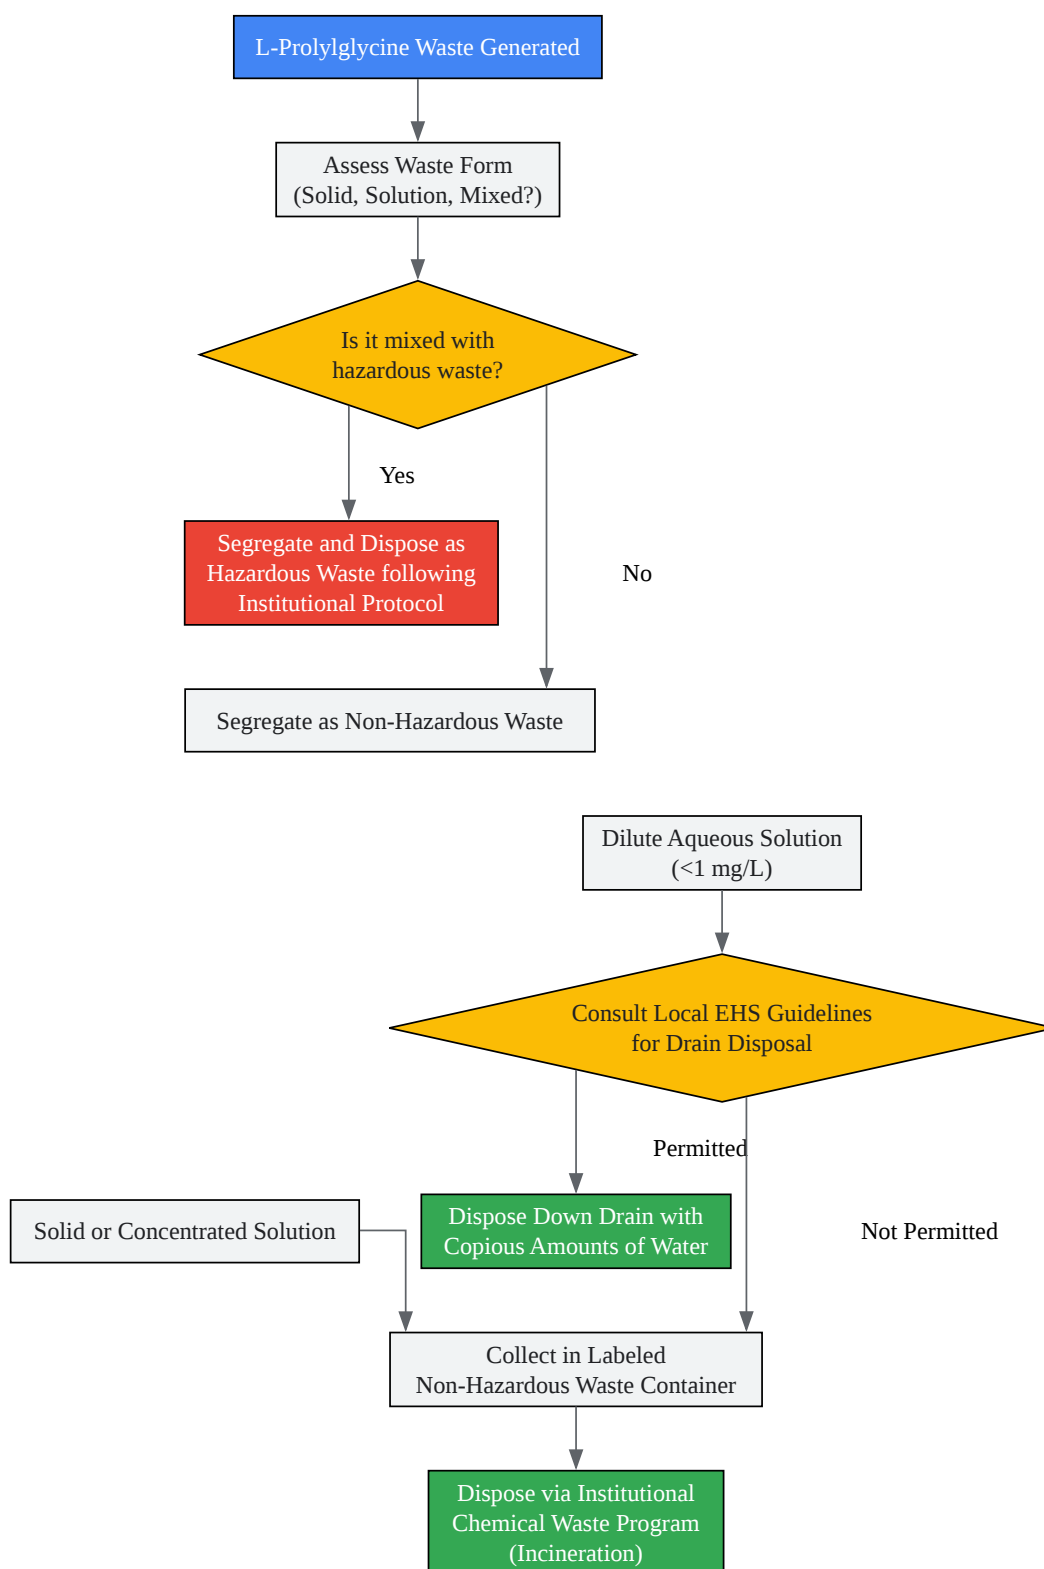 L-Prolylglycine Waste Generated
Assess Waste Form
(Solid, Solution, Mixed?)
Is it mixed with
hazardous waste?
Yes
Segregate and Dispose as
Hazardous Waste following
Institutional Protocol
No
Segregate as Non-Hazardous Waste
Dilute Aqueous Solution
(<1 mg/L)
Consult Local EHS Guidelines
for Drain Disposal
Permitted
Solid or Concentrated Solution
Dispose Down Drain with
Copious Amounts of Water
Not Permitted
Collect in Labeled
Non-Hazardous Waste Container
Dispose via Institutional
Chemical Waste Program
(Incineration)